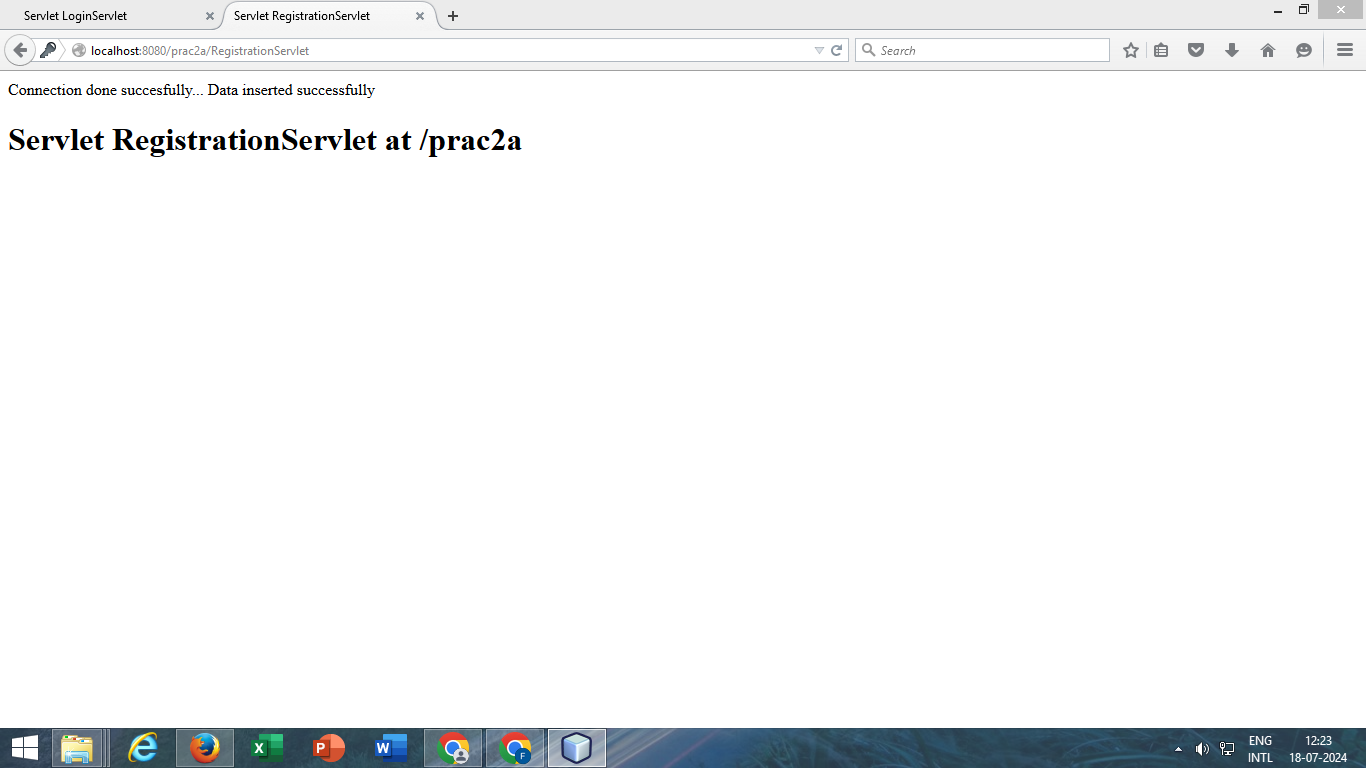 Servlet LoginServlet
Servlet RegistrationServlet
localhost:8080/prac2a/RegistrationServlet
Search
Connection done succesfully... Data inserted successfully
Servlet RegistrationServlet at /prac2a
X
P
W
F
ENG
INTL
12:23
18-07-2024